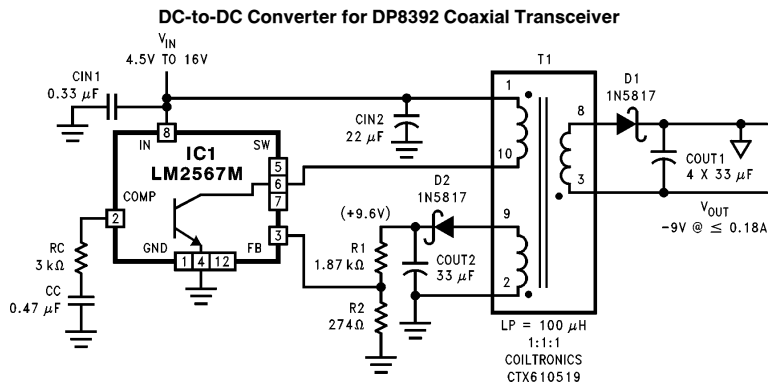 DC-to-DC Converter for DP8392 Coaxial Transceiver
VIN
4.5V TO 16V
CIN1
0.33 µF
CIN2
22 µF
T1
1
10
9
2
8
3
D1
1N5817
COUT1
4 X 33 µF
VOUT
-9V @ ≤ 0.18A
8
IN
SW
IC1
LM2567M
5
6
7
COMP
2
GND
1 4 12
FB
3
RC
3 kΩ
CC
0.47 µF
(+9.6V)
D2
1N5817
R1
1.87 kΩ
COUT2
33 µF
R2
274Ω
LP = 100 µH
1:1:1
COILTRONICS
CTX610519